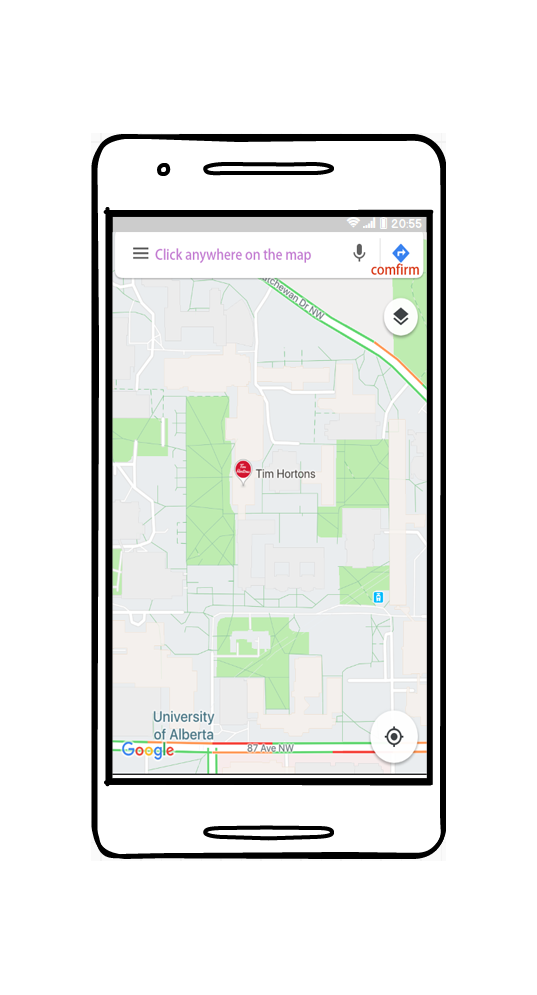 20:55
Click anywhere on the map
comfirm
tchewan Dr NW
Tim Hortons
University
of Alberta
Google
87 Ave NW